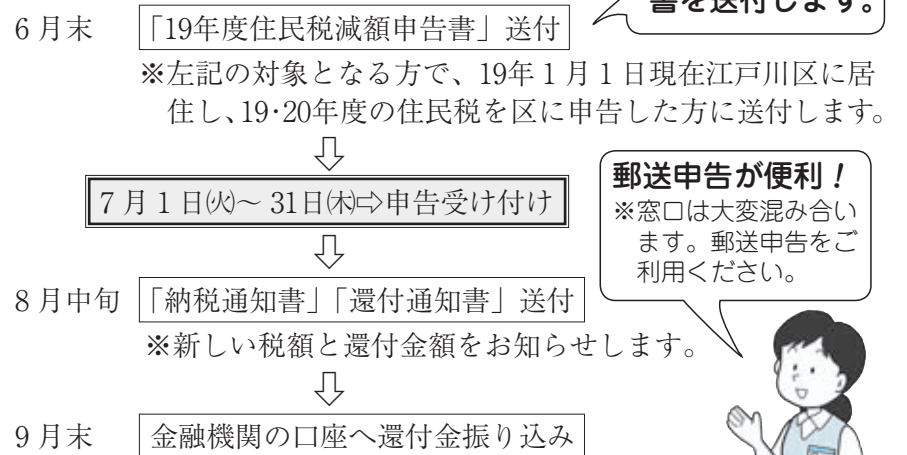 書を送付します。
6月末 「19年度住民税減額申告書」送付
※左記の対象となる方で、19年1月1日現在江戸川区に居
住し、19・20年度の住民税を区に申告した方に送付します。
⇩
7月1日㈫～31日㈭⇨申告受け付け
⇩
郵送申告が便利！
※窓口は大変混み合い
ます。郵送申告をご
利用ください。
8月中旬 「納税通知書」「還付通知書」送付
※新しい税額と還付金額をお知らせします。
⇩
9月末 金融機関の口座へ還付金振り込み